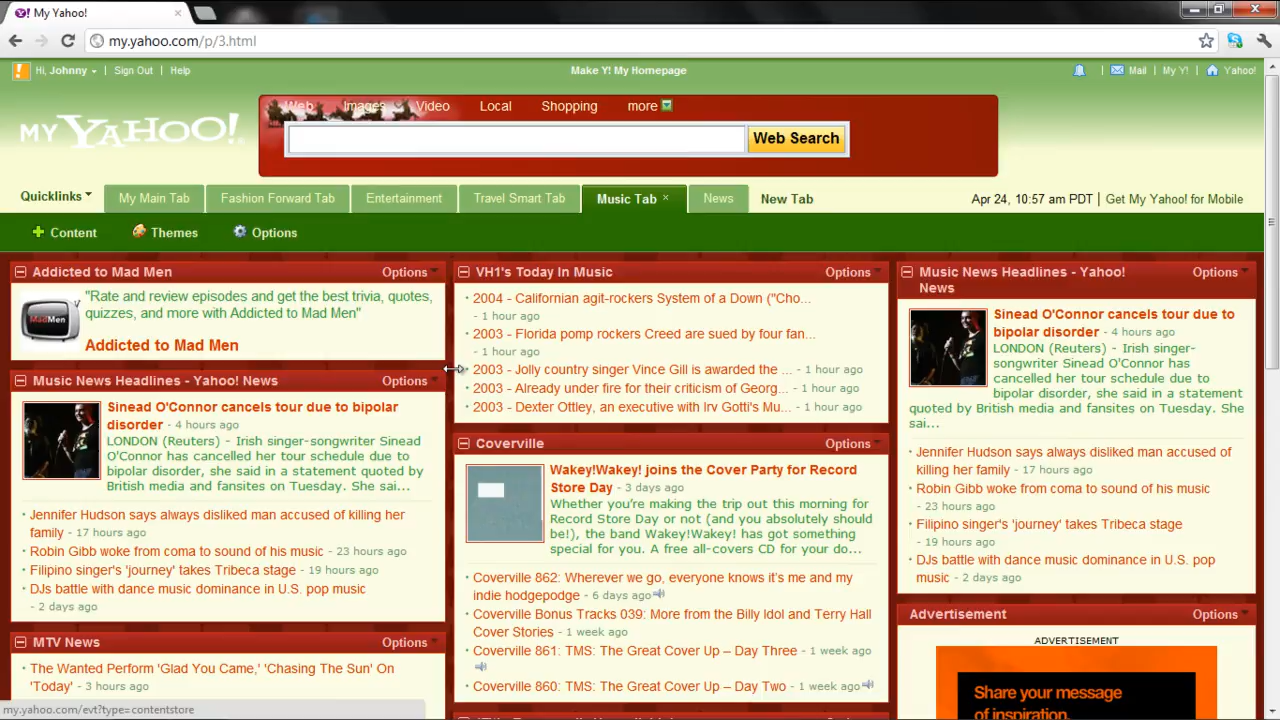 My Yahoo!
my.yahoo.com/p/3.html
Hi, Johnny
Sign Out
Help
Make Y! My Homepage
Mail
My Y!
Yahoo!
MY YAHOO!
Web
Images
Video
Local
Shopping
more
Web Search
Quicklinks
My Main Tab
Fashion Forward Tab
Entertainment
Travel Smart Tab
Music Tab
News
New Tab
Apr 24, 10:57 am PDT
Get My Yahoo! for Mobile
Content
Themes
Options
Addicted to Mad Men
Options
MadMen
"Rate and review episodes and get the best trivia, quotes,
quizzes, and more with Addicted to Mad Men"
Addicted to Mad Men
Music News Headlines - Yahoo! News
Options
Sinead O'Connor cancels tour due to bipolar
disorder - 4 hours ago
LONDON (Reuters) - Irish singer-songwriter Sinead
O'Connor has cancelled her tour schedule due to
bipolar disorder, she said in a statement quoted by
British media and fansites on Tuesday. She sai...
Jennifer Hudson says always disliked man accused of killing her
family - 17 hours ago
Robin Gibb woke from coma to sound of his music - 23 hours ago
Filipino singer's 'journey' takes Tribeca stage - 19 hours ago
DJs battle with dance music dominance in U.S. pop music
- 2 days ago
MTV News
Options
The Wanted Perform 'Glad You Came,' 'Chasing The Sun' On
'Today' - 3 hours ago
my.yahoo.com/evt?type=contentstore
VH1's Today In Music
Options
2004 - Californian agit-rockers System of a Down ("Cho...
- 1 hour ago
2003 - Florida pomp rockers Creed are sued by four fan...
- 1 hour ago
2003 - Jolly country singer Vince Gill is awarded the ... - 1 hour ago
2003 - Already under fire for their criticism of Georg... - 1 hour ago
2003 - Dexter Ottley, an executive with Irv Gotti's Mu... - 1 hour ago
Coverville
Options
Wakey!Wakey! joins the Cover Party for Record
Store Day - 3 days ago
Whether you're making the trip out this morning for
Record Store Day or not (and you absolutely should
be!), the band Wakey!Wakey! has got something
special for you. A free all-covers CD for your do...
Coverville 862: Wherever we go, everyone knows it's me and my
indie hodgepodge - 6 days ago
Coverville Bonus Tracks 039: More from the Billy Idol and Terry Hall
Cover Stories - 1 week ago
Coverville 861: TMS: The Great Cover Up – Day Three - 1 week ago
Coverville 860: TMS: The Great Cover Up – Day Two - 1 week ago
Music News Headlines - Yahoo!
News
Options
Sinead O'Connor cancels tour due to
bipolar disorder - 4 hours ago
LONDON (Reuters) - Irish singer-
songwriter Sinead O'Connor has
cancelled her tour schedule due to
bipolar disorder, she said in a statement
quoted by British media and fansites on Tuesday. She
sai...
Jennifer Hudson says always disliked man accused of
killing her family - 17 hours ago
Robin Gibb woke from coma to sound of his music
- 23 hours ago
Filipino singer's 'journey' takes Tribeca stage
- 19 hours ago
DJs battle with dance music dominance in U.S. pop
music - 2 days ago
Advertisement
Options
ADVERTISEMENT
Share your message
of inspiration.